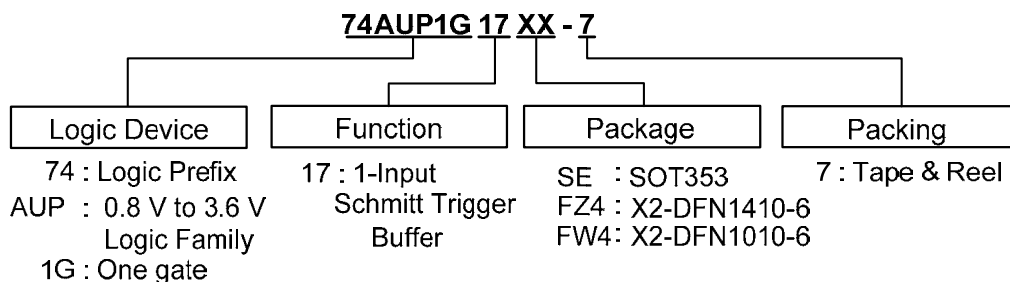 74AUP1G 17 XX - 7
Logic Device
74 : Logic Prefix
AUP : 0.8 V to 3.6 V
Logic Family
1G : One gate
Function
17 : 1-Input
Schmitt Trigger
Buffer
Package
SE : SOT353
FZ4 : X2-DFN1410-6
FW4 : X2-DFN1010-6
Packing
7 : Tape & Reel